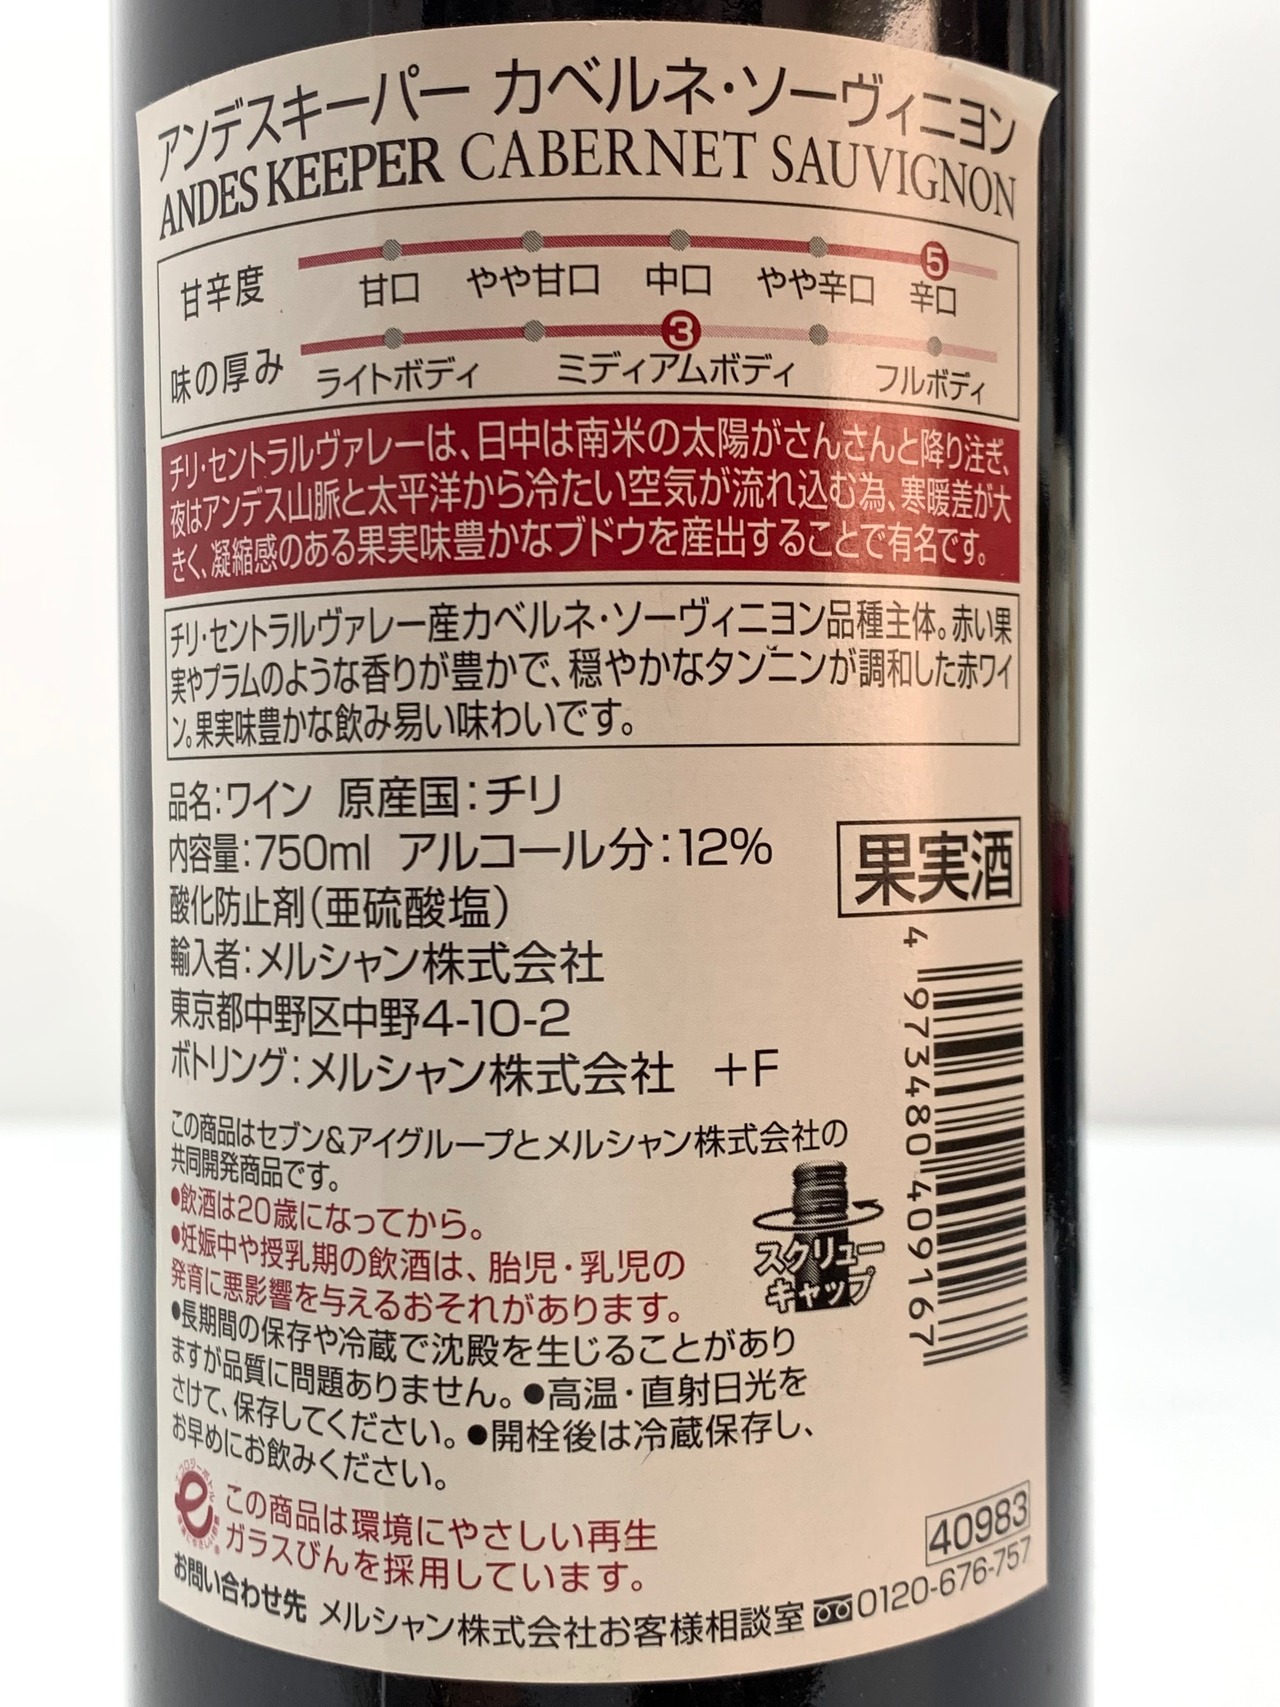 アンデスキーパー カベルネ・ソーヴィニヨン
ANDES KEEPER CABERNET SAUVIGNON
甘辛度 甘口 やや甘口 中口 やや辛口 5 辛口
味の厚み ライトボディ 3 ミディアムボディ フルボディ
チリ・セントラルヴァレーは、日中は南米の太陽がさんさんと降り注ぎ、
夜はアンデス山脈と太平洋から冷たい空気が流れ込む為、寒暖差が大
きく、凝縮感のある果実味豊かなブドウを産出することで有名です。
チリ・セントラルヴァレー産カベルネ・ソーヴィニヨン品種主体。赤い果
実やプラムのような香りが豊かで、穏やかなタンニンが調和した赤ワイ
ン。果実味豊かな飲み易い味わいです。
品名:ワイン 原産国:チリ
内容量:750ml アルコール分:12%
酸化防止剤(亜硫酸塩)
果実酒
輸入者:メルシャン株式会社
東京都中野区中野4-10-2
ボトリング:メルシャン株式会社 +F
4 973480 409167
この商品はセブン&アイグループとメルシャン株式会社の
共同開発商品です。
●飲酒は20歳になってから。
●妊娠中や授乳期の飲酒は、胎児・乳児の
発育に悪影響を与えるおそれがあります。
スクリュー
キャップ
●長期間の保存や冷蔵で沈殿を生じることがあり
ますが品質に問題ありません。●高温・直射日光を
さけて、保存してください。●開栓後は冷蔵保存し、
お早めにお飲みください。
この商品は環境にやさしい再生
ガラスびんを採用しています。
40983
お問い合わせ先 メルシャン株式会社お客様相談室 0120-676-757